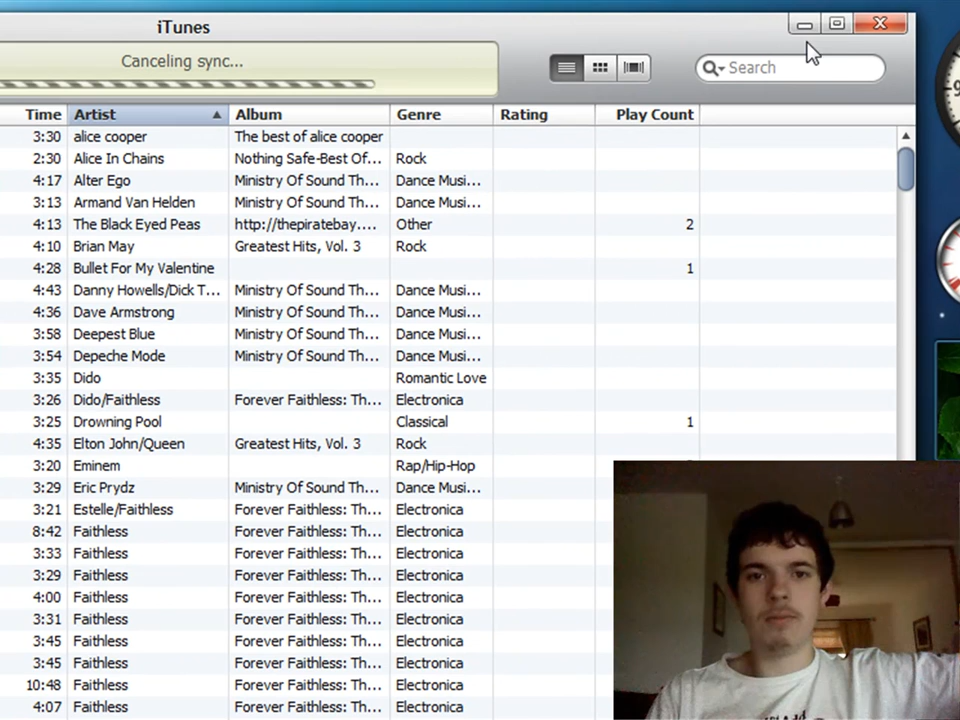 iTunes
Canceling sync...
Search
Time Artist Album Genre Rating Play Count
3:30 alice cooper The best of alice cooper
2:30 Alice In Chains Nothing Safe-Best Of... Rock
4:17 Alter Ego Ministry Of Sound Th... Dance Musi...
3:13 Armand Van Helden Ministry Of Sound Th... Dance Musi...
4:13 The Black Eyed Peas http://thepiratebay.... Other 2
4:10 Brian May Greatest Hits, Vol. 3 Rock
4:28 Bullet For My Valentine 1
4:43 Danny Howells/Dick T... Ministry Of Sound Th... Dance Musi...
4:36 Dave Armstrong Ministry Of Sound Th... Dance Musi...
3:58 Deepest Blue Ministry Of Sound Th... Dance Musi...
3:54 Depeche Mode Ministry Of Sound Th... Dance Musi...
3:35 Dido Romantic Love
3:26 Dido/Faithless Forever Faithless: Th... Electronica
3:25 Drowning Pool Classical 1
4:35 Elton John/Queen Greatest Hits, Vol. 3 Rock
3:20 Eminem Rap/Hip-Hop
3:29 Eric Prydz Ministry Of Sound Th... Dance Musi...
3:21 Estelle/Faithless Forever Faithless: Th... Electronica
8:42 Faithless Forever Faithless: Th... Electronica
3:33 Faithless Forever Faithless: Th... Electronica
3:29 Faithless Forever Faithless: Th... Electronica
4:00 Faithless Forever Faithless: Th... Electronica
3:31 Faithless Forever Faithless: Th... Electronica
3:45 Faithless Forever Faithless: Th... Electronica
3:45 Faithless Forever Faithless: Th... Electronica
10:48 Faithless Forever Faithless: Th... Electronica
4:07 Faithless Forever Faithless: Th... Electronica